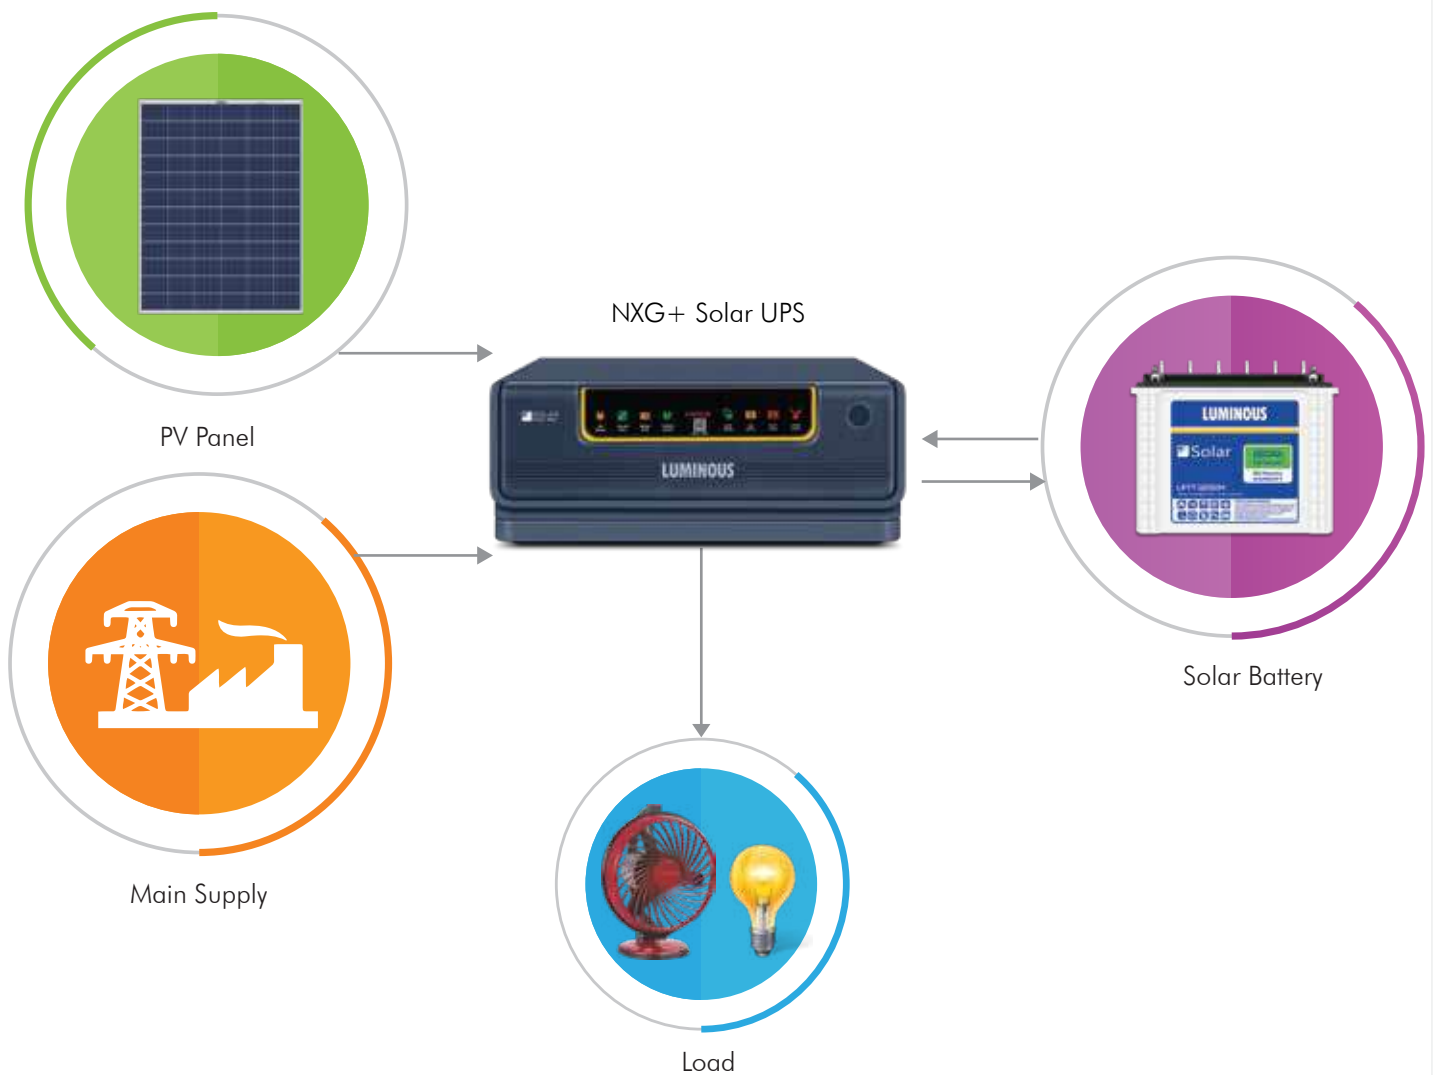 NXG+ Solar UPS
LUMINOUS
PV Panel
LUMINOUS
Solar
Solar Battery
Main Supply
Load